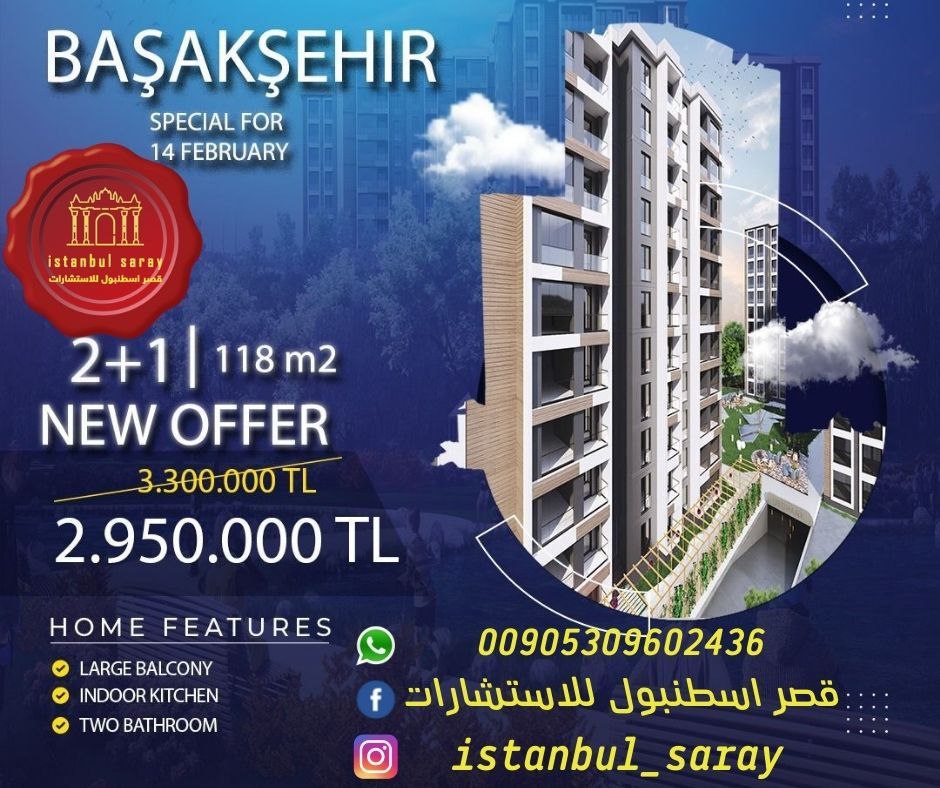 BAŞAKŞEHIR
SPECIAL FOR
14 FEBRUARY
istanbul saray
قصر اسطنبول للاستشارات
2+1 | 118 m2
NEW OFFER
3.300.000 TL
2.950.000 TL
HOME FEATURES
LARGE BALCONY
INDOOR KITCHEN
TWO BATHROOM
00905309602436
قصر اسطنبول للاستشارات
istanbul_saray